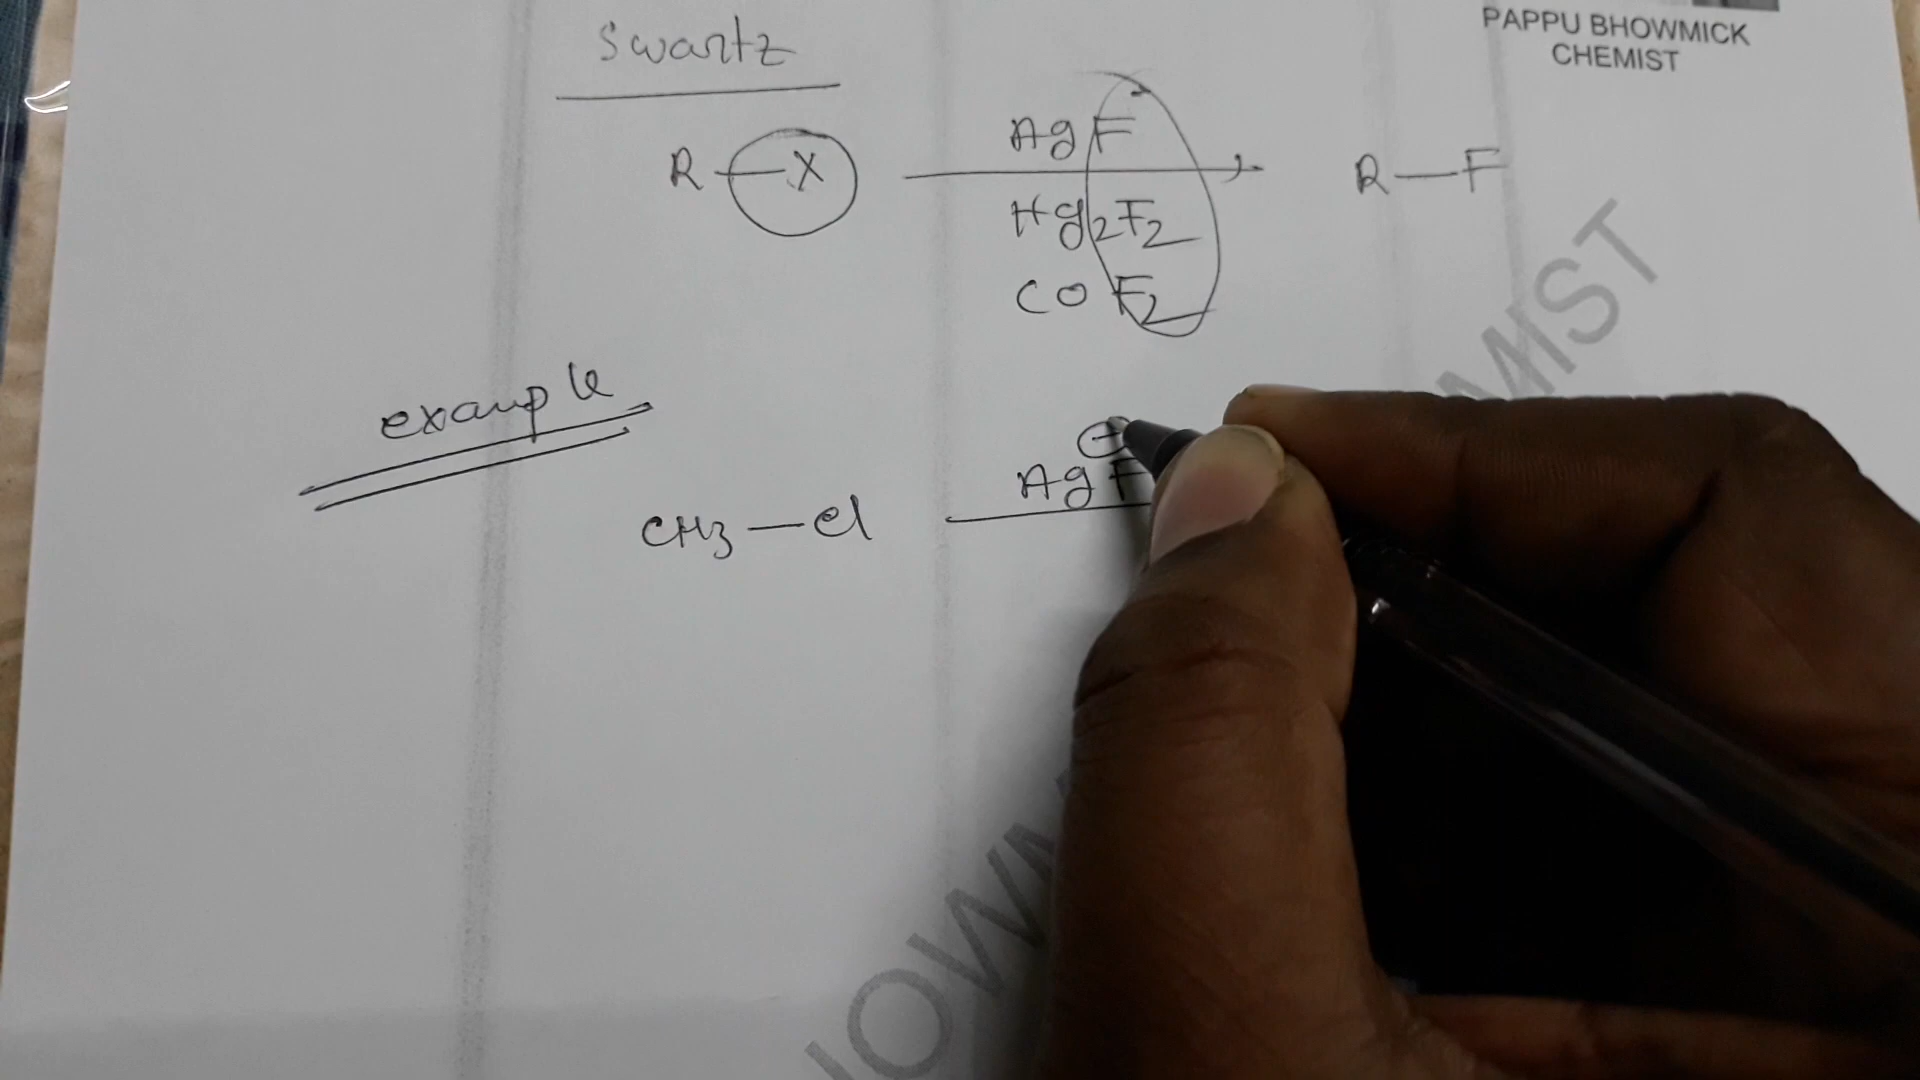 PAPPU BHOWMICK
CHEMIST
Swartz
R—X AgF R—F
Hg2F2
COF2
example
CH3—Cl AgF